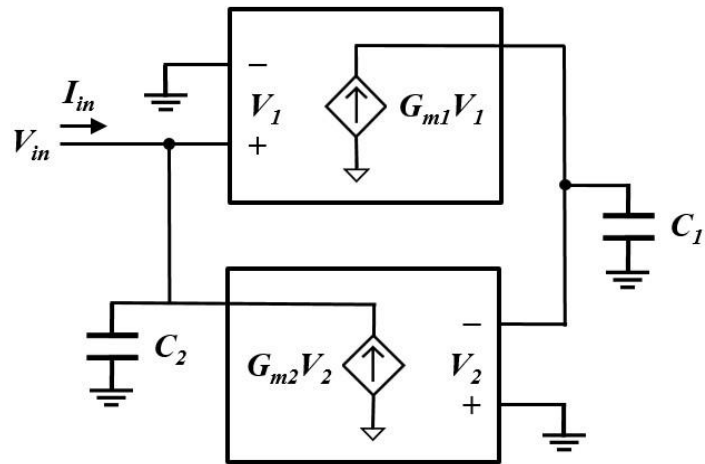 −
I_in
V_1
G_m1V_1
V_in
+
C_1
−
C_2
G_m2V_2
V_2
+